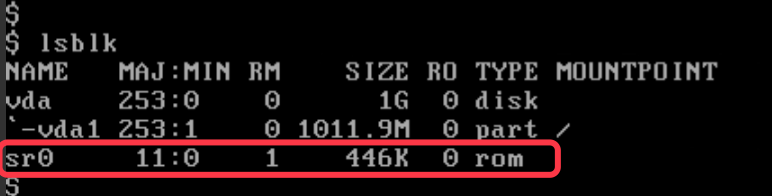 $
$ lsblk
NAME   MAJ:MIN RM    SIZE RO TYPE MOUNTPOINT
vda    253:0    0      1G  0 disk
`-vda1 253:1    0 1011.9M  0 part /
sr0     11:0    1    446K  0 rom
$